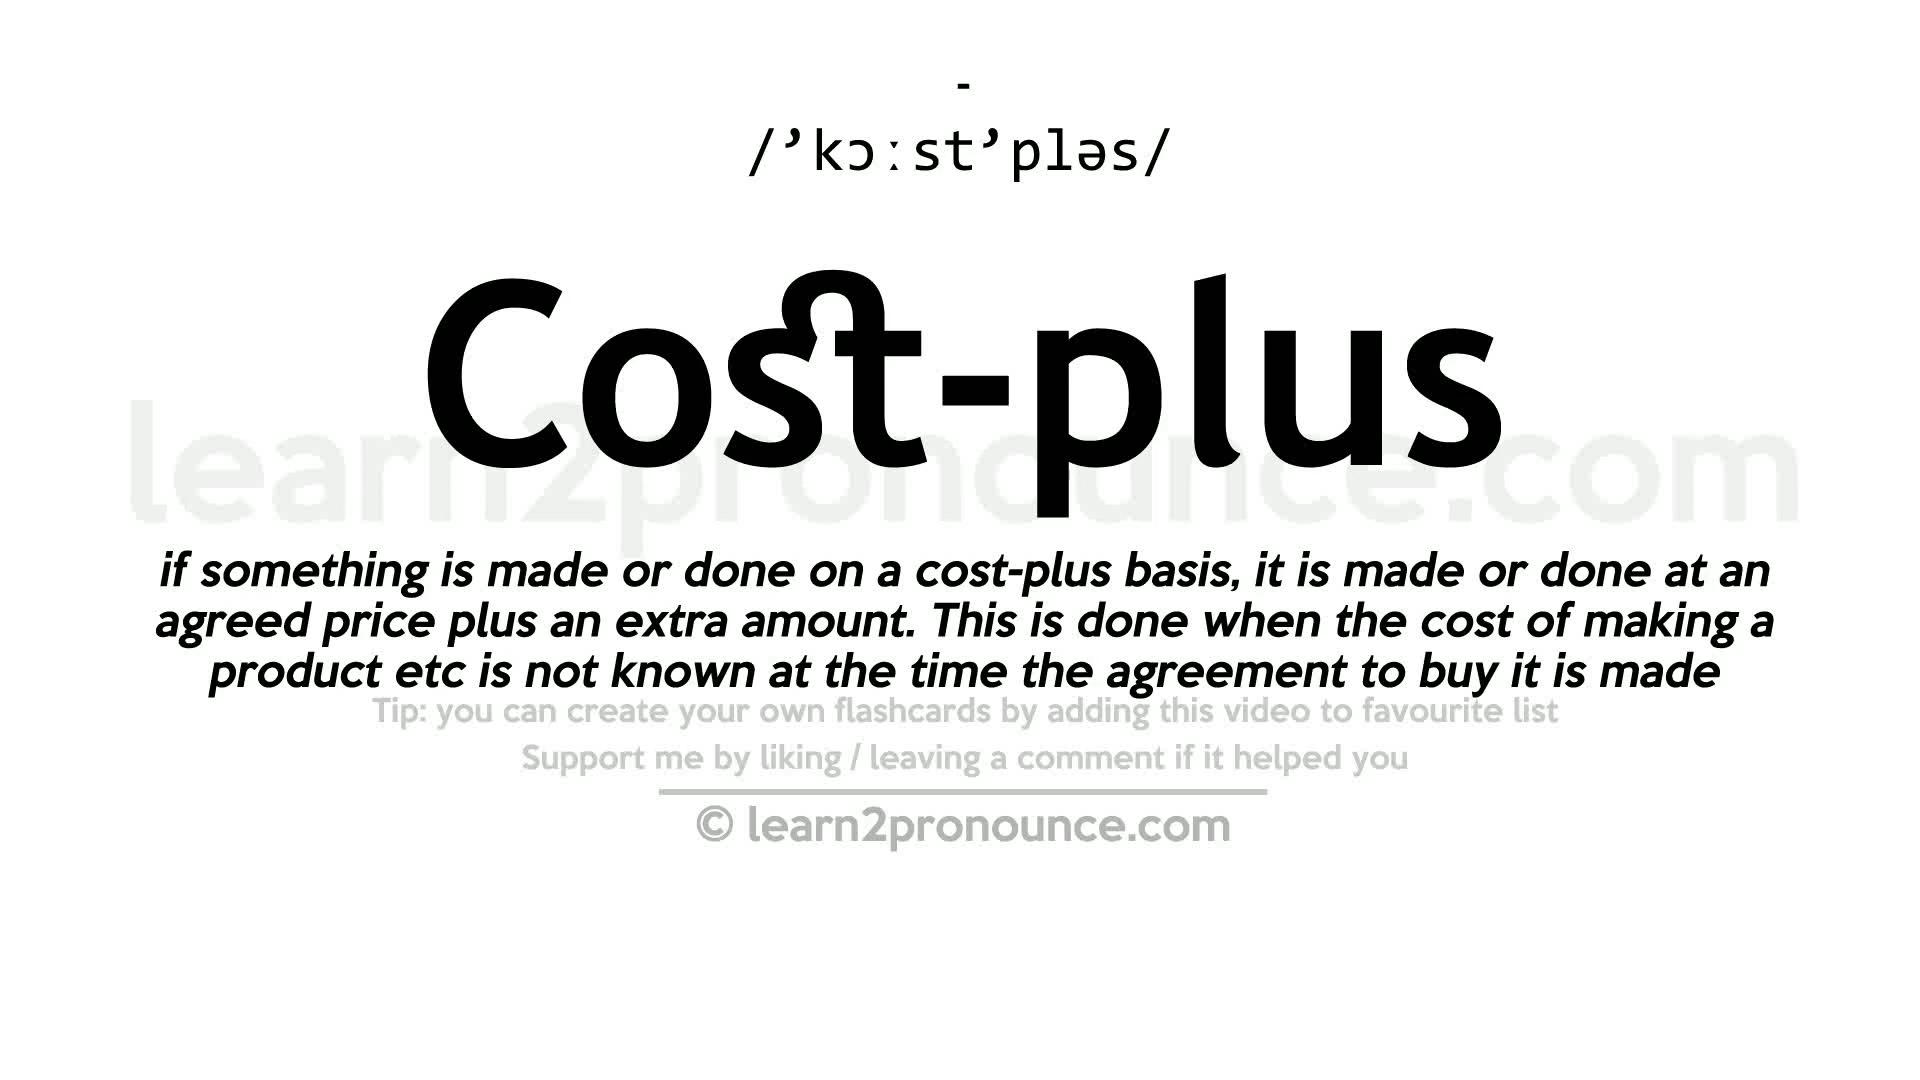 -
/’kɔːst’pləs/
Cost-plus
learn2pronounce.com
if something is made or done on a cost-plus basis, it is made or done at an
agreed price plus an extra amount. This is done when the cost of making a
product etc is not known at the time the agreement to buy it is made
Tip: you can create your own flashcards by adding this video to favourite list
Support me by liking / leaving a comment if it helped you
© learn2pronounce.com